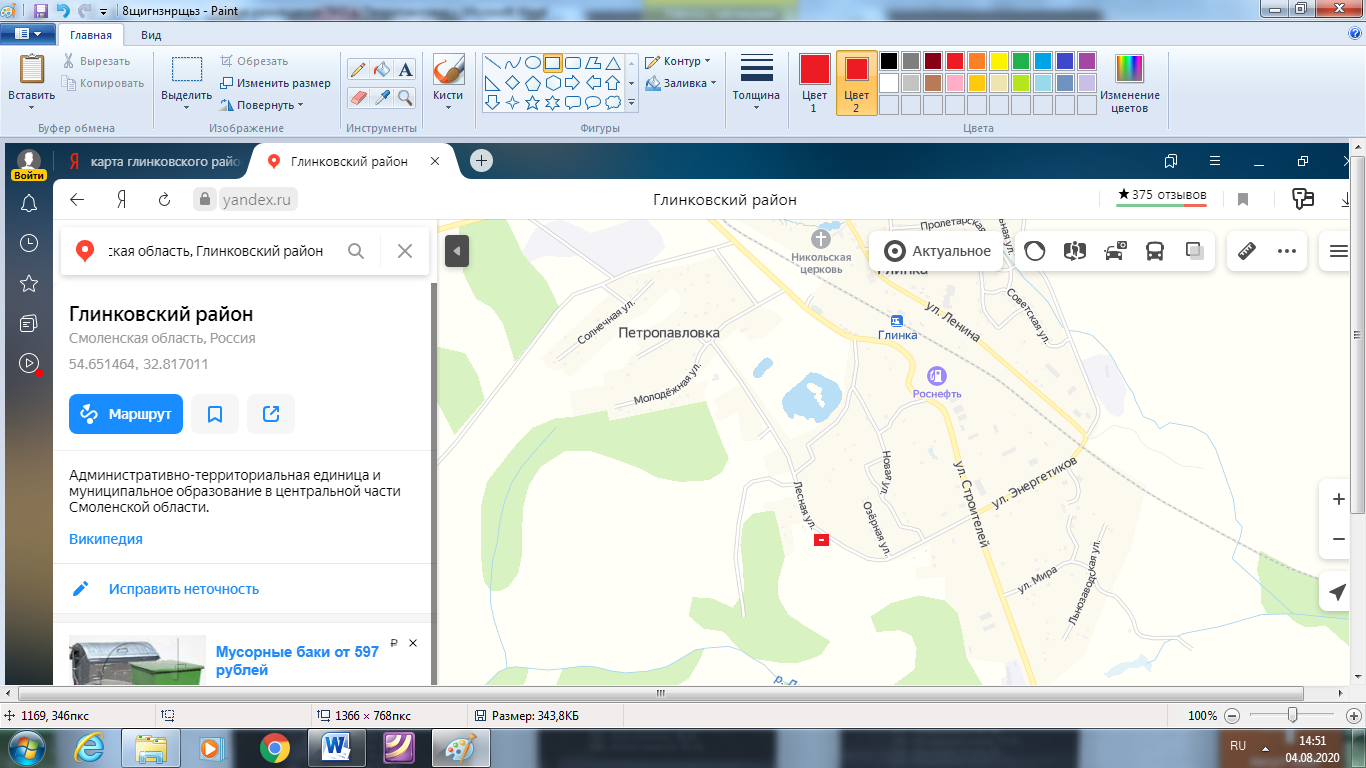 8щигнзнрщьз - Paint
Главная
Вид
Вставить
Вырезать
Копировать
Буфер обмена
Выделить
Обрезать
Изменить размер
Повернуть
Изображение
Инструменты
Кисти
Контур
Заливка
Фигуры
Толщина
Цвет 1
Цвет 2
Изменение цветов
Цвета
Войти
Я карта глинковского райо
Глинковский район
Я
yandex.ru
Глинковский район
★375 отзывов
ская область, Глинковский район
Глинковский район
Смоленская область, Россия
54.651464, 32.817011
Маршрут
Административно-территориальная единица и
муниципальное образование в центральной части
Смоленской области.
Википедия
Исправить неточность
Мусорные баки от 597
рублей
₽
Актуальное
Пролетарская
Никольская
церковь
Глинка
Советская ул.
ул. Ленина
Глинка
Солнечная ул.
Петропавловка
Молодёжная ул.
Роснефть
Новая ул.
ул. Строителей
ул. Энергетиков
Лесная ул.
Озёрная ул.
ул. Мира
Льнозаводская ул.
1169, 346пкс
1366 × 768пкс
Размер: 343,8КБ
100%
RU
14:51
04.08.2020